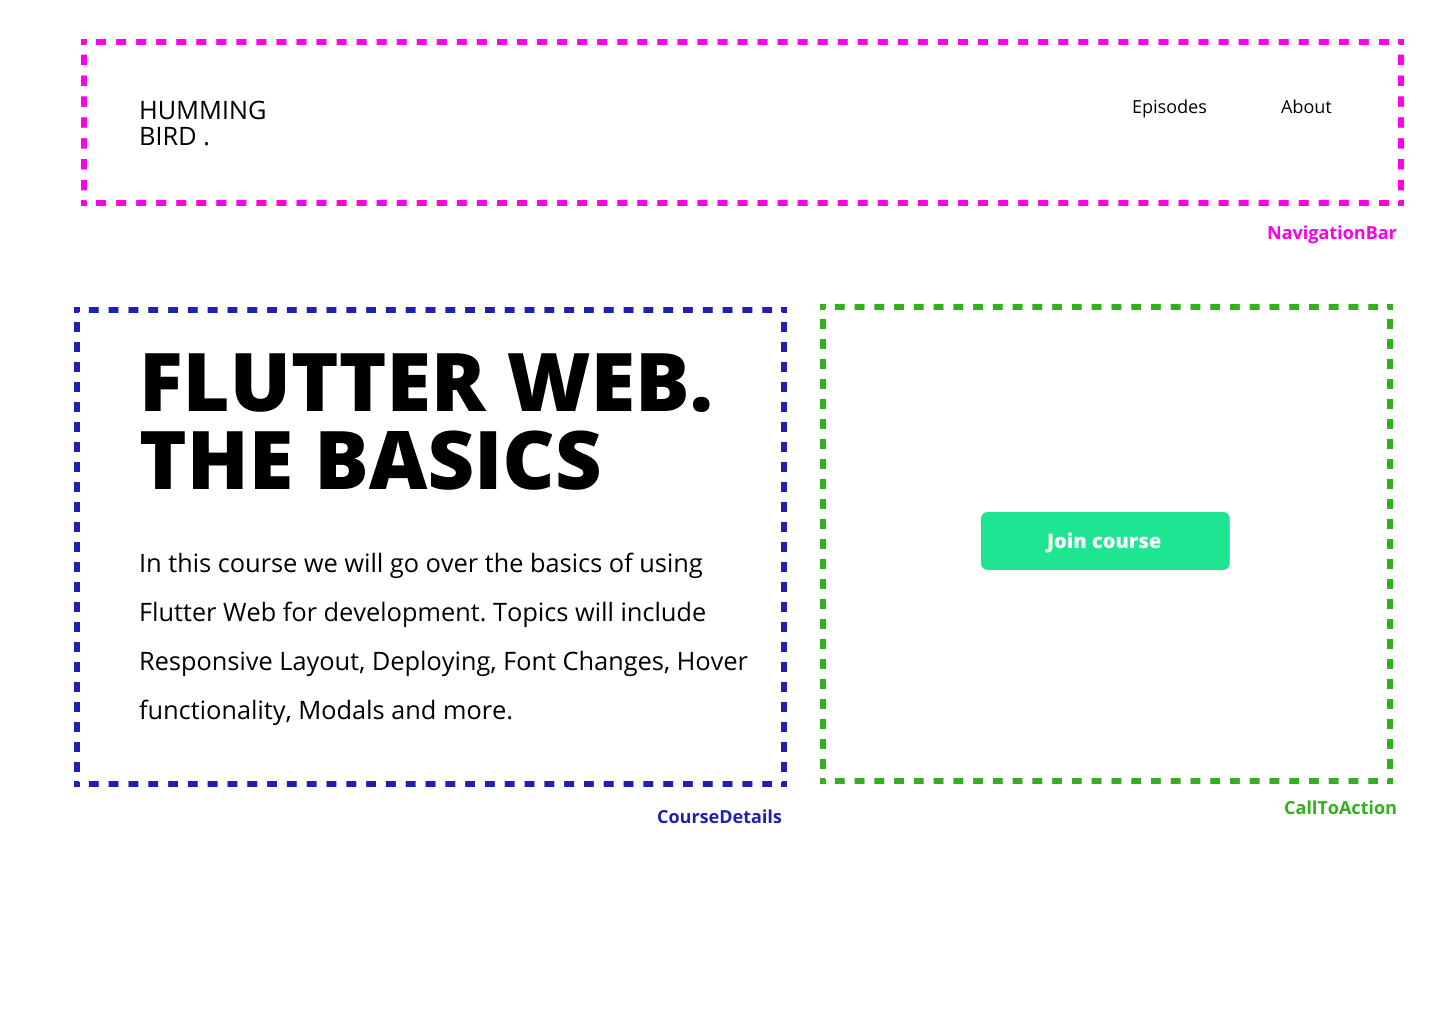 HUMMING
BIRD .
Episodes
About
NavigationBar
FLUTTER WEB.
THE BASICS
In this course we will go over the basics of using
Flutter Web for development. Topics will include
Responsive Layout, Deploying, Font Changes, Hover
functionality, Modals and more.
CourseDetails
Join course
CallToAction